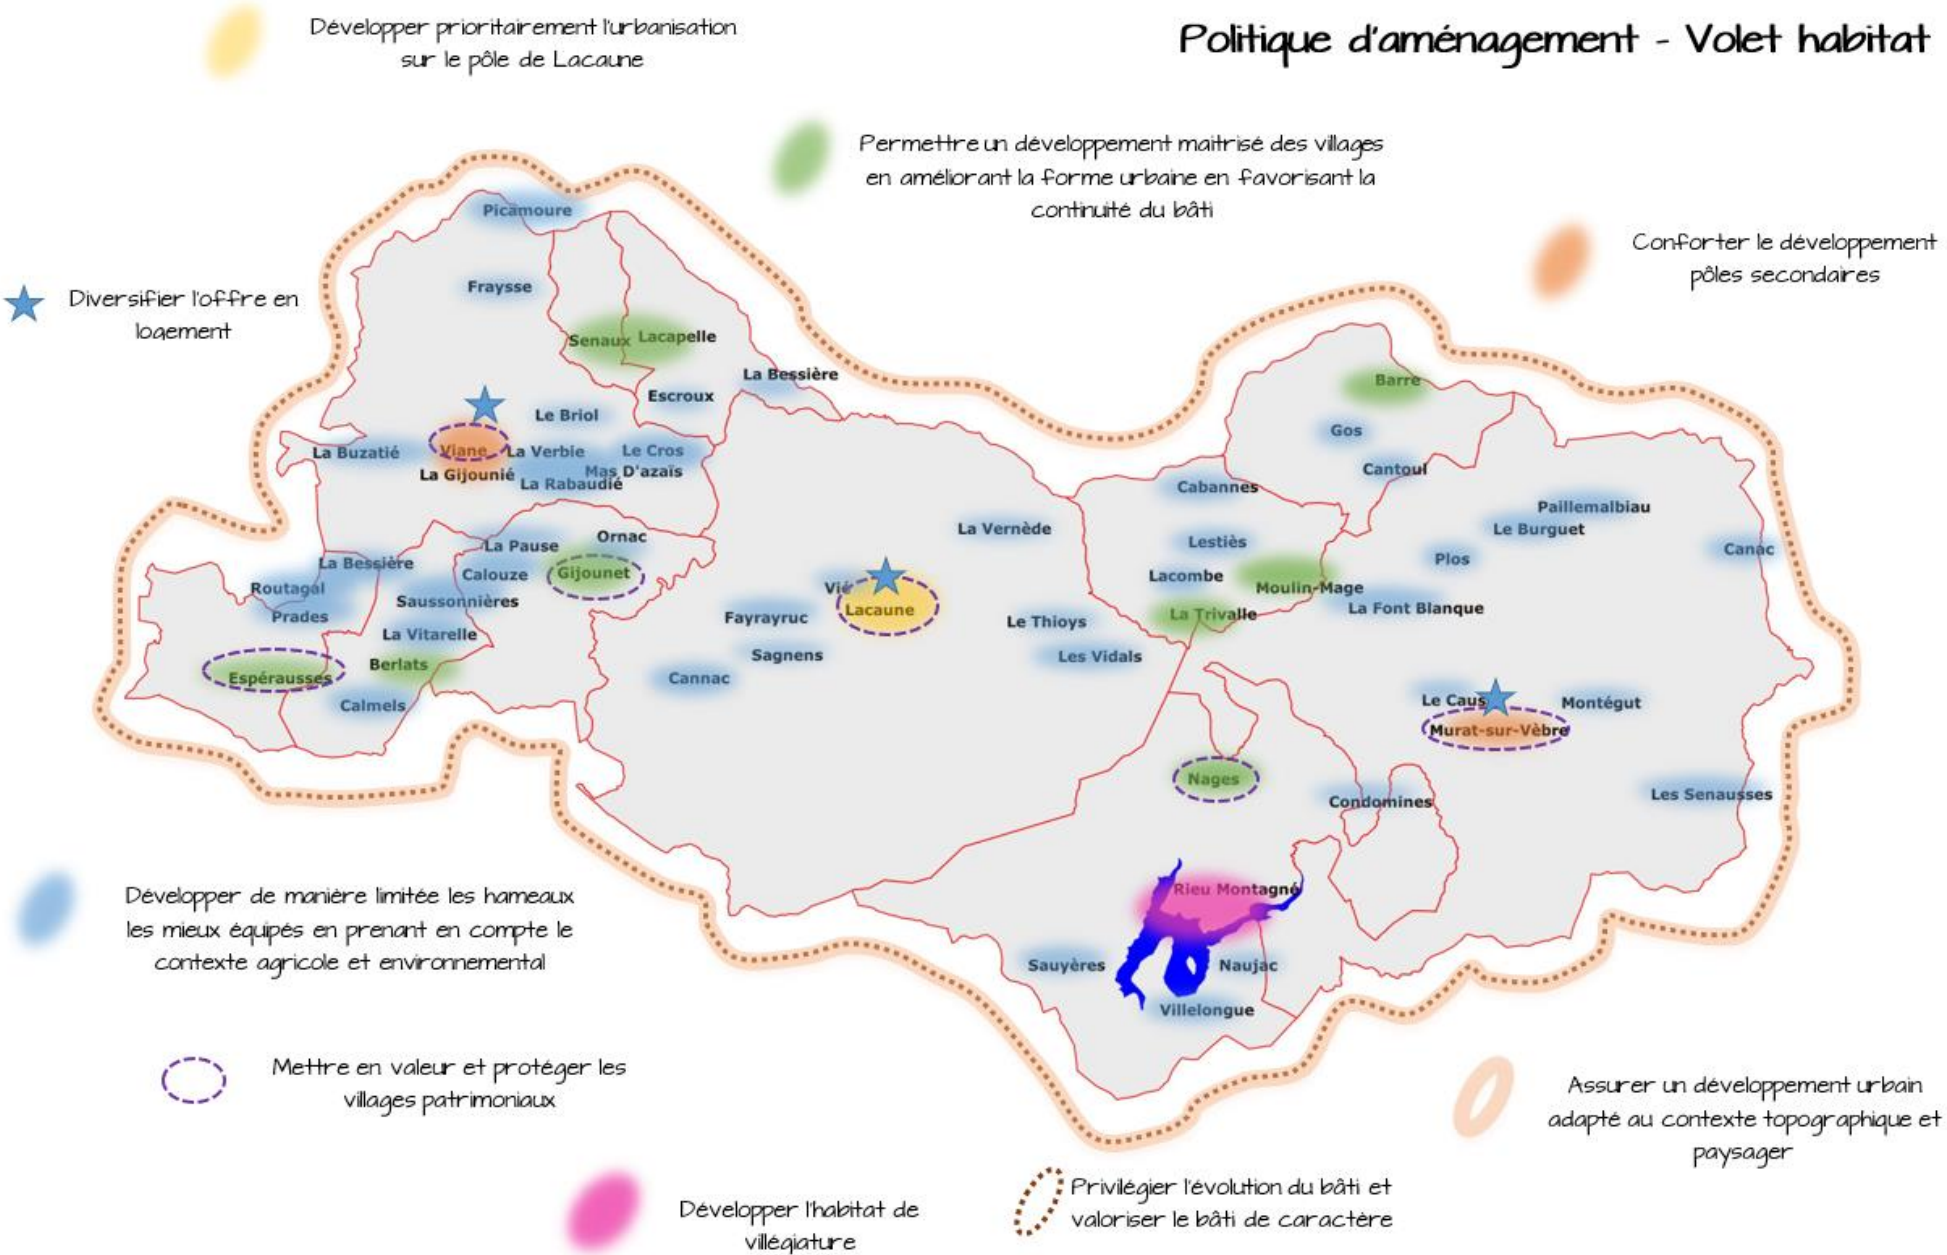 Politique d'aménagement - Volet habitat
Développer prioritairement l'urbanisation
sur le pôle de Lacaune
Permettre un développement maitrisé des villages
en améliorant la forme urbaine en favorisant la
continuité du bâti
Conforter le développement
pôles secondaires
Diversifier l'offre en
logement
Picamoure
Fraysse
Senaux
Lacapelle
La Bessière
Escroux
Le Briol
Barre
Gos
Cantoul
La Buzatié
Viane
La Verbie
Le Cros
La Gijounié
Mas D'azaïs
La Rabaudié
Cabannes
Paillemalbiau
Le Burguet
La Vernède
Ornac
La Pause
Lestiès
Canac
Plos
La Bessière
Calouze
Gijounet
Lacombe
Routagal
Vié
Moulin-Mage
Saussonnières
Lacaune
La Font Blanque
Prades
Fayrayruc
Le Thioys
La Trivalle
La Vitarelle
Sagnens
Les Vidals
Berlats
Espérausses
Cannac
Calmels
Le Caus
Montégut
Murat-sur-Vèbre
Nages
Condomines
Les Senausses
Rieu Montagné
Sauyères
Naujac
Villelongue
Développer de manière limitée les hameaux
les mieux équipés en prenant en compte le
contexte agricole et environnemental
Mettre en valeur et protéger les
villages patrimoniaux
Assurer un développement urbain
adapté au contexte topographique et
paysager
Développer l'habitat de
villégiature
Privilégier l'évolution du bâti et
valoriser le bâti de caractère